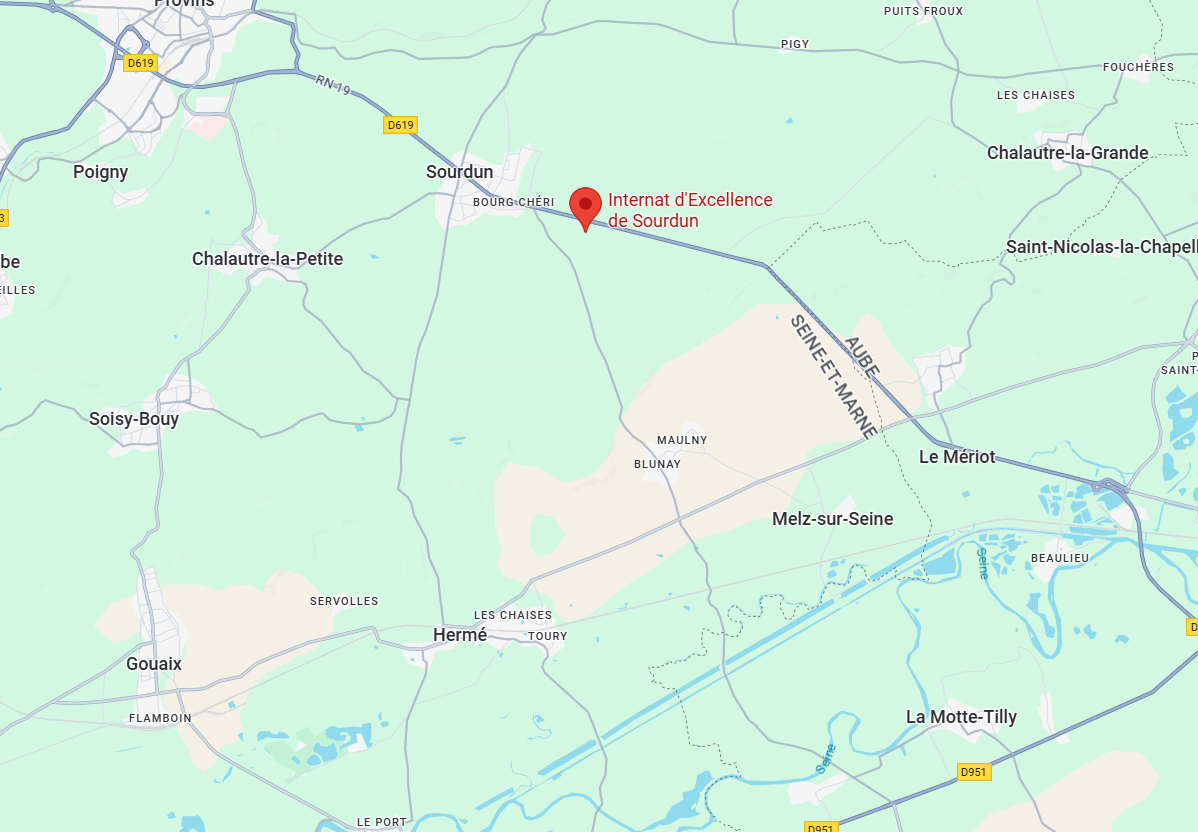 Provins
PUITS FROUX
PIGY
D619
FOUCHÈRES
RN 19
LES CHAISES
D619
Chalautre-la-Grande
Poigny
Sourdun
BOURG CHÉRI
Internat d'Excellence
de Sourdun
3
Saint-Nicolas-la-Chapell
Chalautre-la-Petite
be
EILLES
AUBE
SEINE-ET-MARNE
P
SAINT-
Soisy-Bouy
MAULNY
BLUNAY
Le Mériot
Melz-sur-Seine
BEAULIEU
Seine
SERVOLLES
LES CHAISES
Hermé
TOURY
D
Gouaix
FLAMBOIN
La Motte-Tilly
Seine
D951
LE PORT
D951